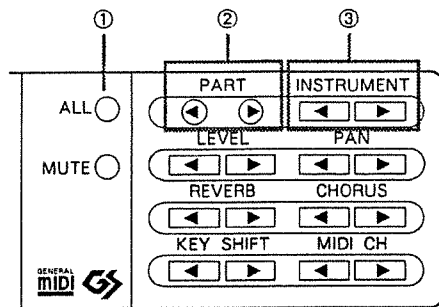 ① ② ③
PART INSTRUMENT
ALL
LEVEL PAN
MUTE
REVERB CHORUS
KEY SHIFT MIDI CH
GENERAL
MIDI GS